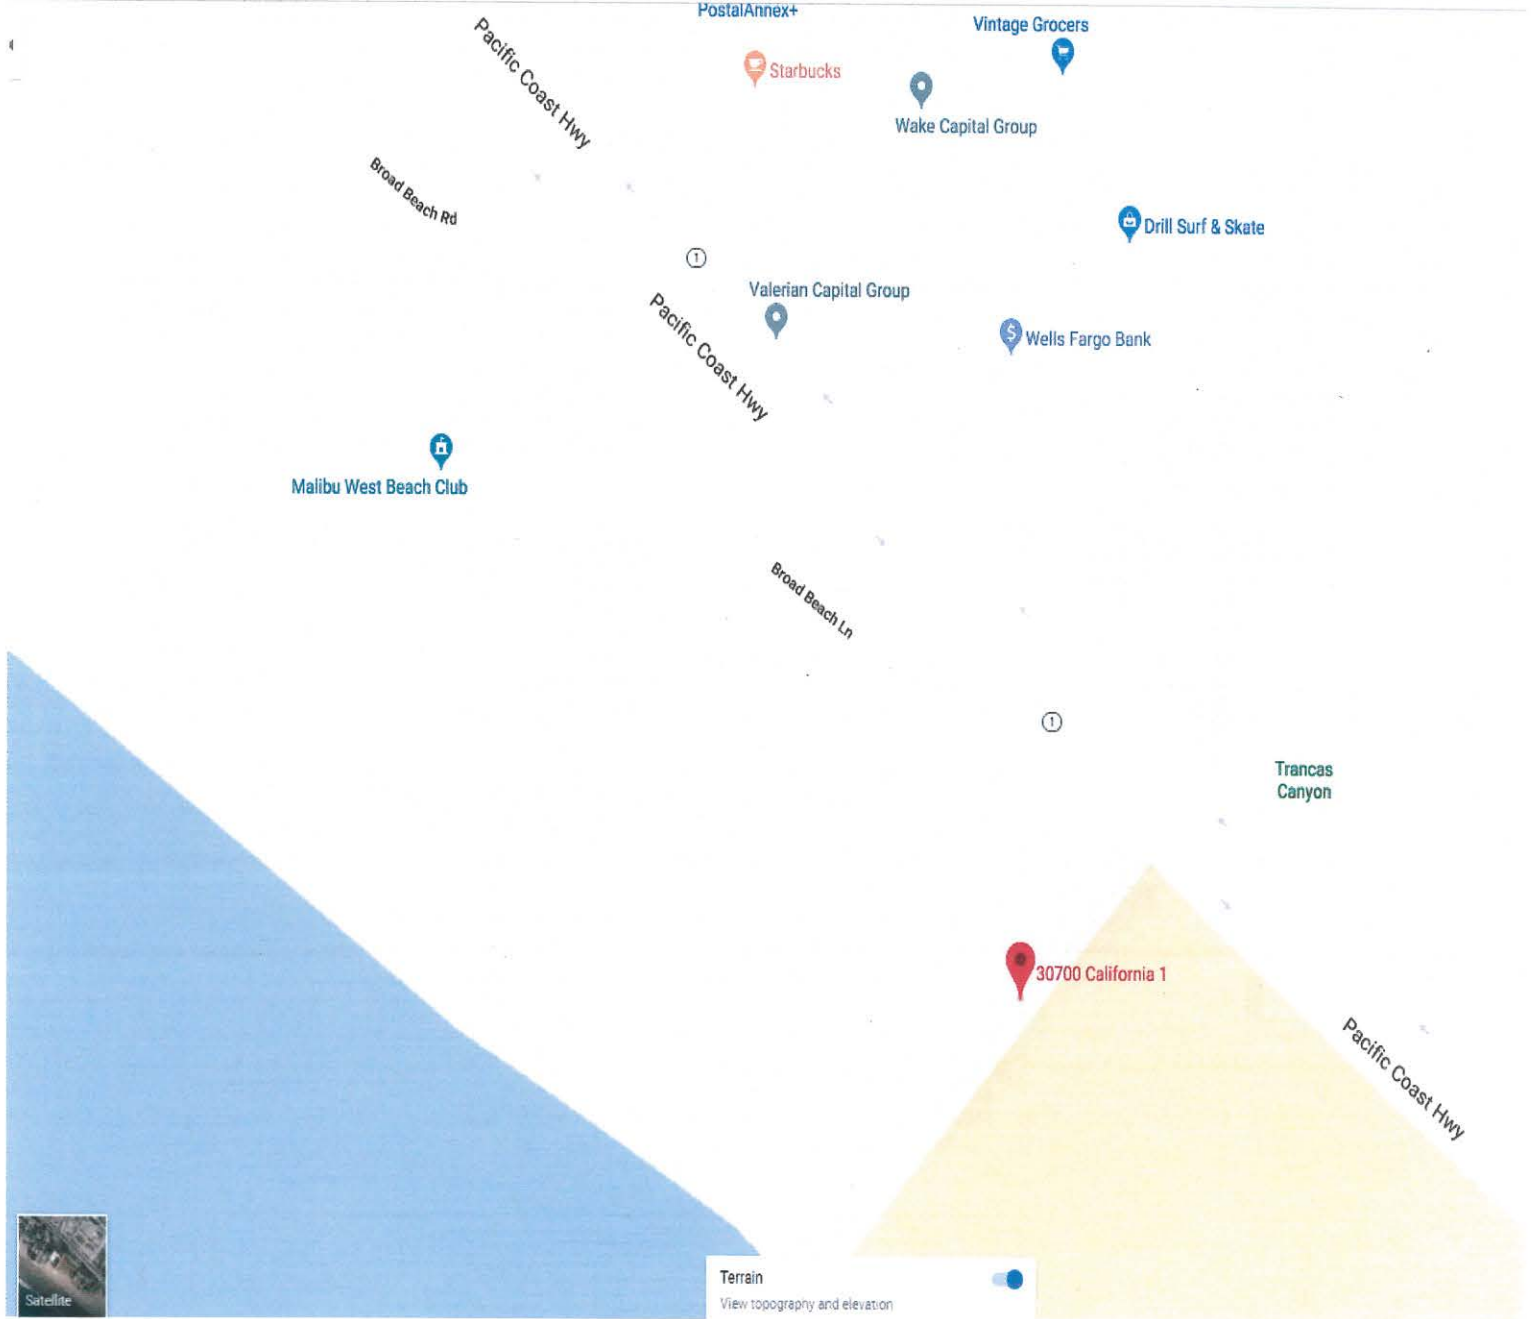 PostalAnnex+
Vintage Grocers
Pacific Coast Hwy
Starbucks
Wake Capital Group
Broad Beach Rd
Drill Surf & Skate
1
Valerian Capital Group
Pacific Coast Hwy
$
Wells Fargo Bank
Malibu West Beach Club
Broad Beach Ln
1
Trancas
Canyon
30700 California 1
Pacific Coast Hwy
Satellite
Terrain
View topography and elevation